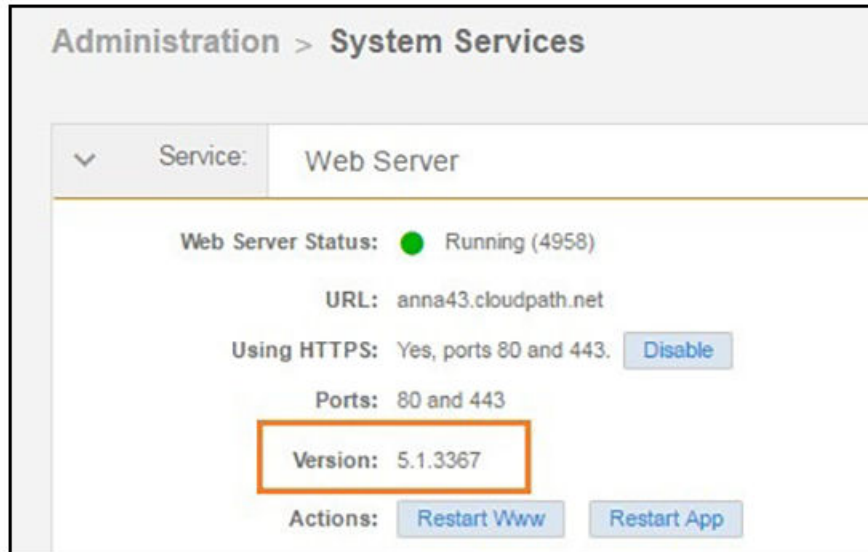 Administration > System Services
Service: Web Server
Web Server Status: Running (4958)
URL: anna43.cloudpath.net
Using HTTPS: Yes, ports 80 and 443. Disable
Ports: 80 and 443
Version: 5.1.3367
Actions: Restart Www Restart App